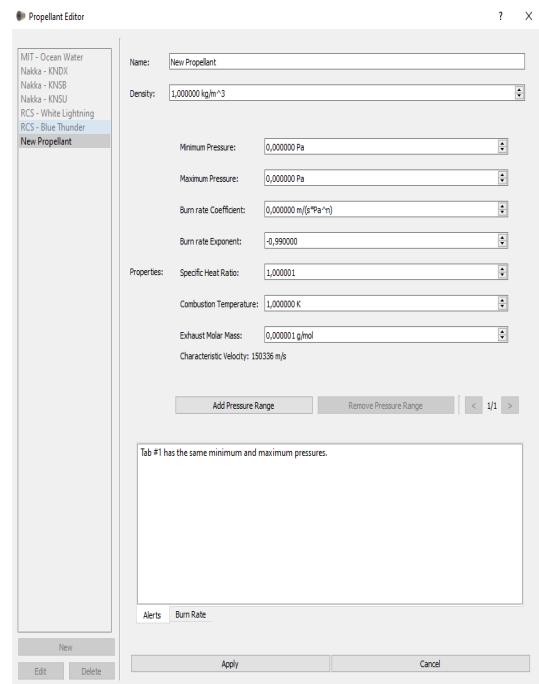 Propellant Editor
? X
MIT - Ocean Water
Nakka - KNDX
Nakka - KNSB
Nakka - KNSU
RCS - White Lightning
RCS - Blue Thunder
New Propellant
Name: New Propellant
Density: 1,000000 kg/m^3
Minimum Pressure: 0,000000 Pa
Maximum Pressure: 0,000000 Pa
Burn rate Coefficient: 0,000000 m/(s*Pa^n)
Burn rate Exponent: -0,990000
Properties: Specific Heat Ratio: 1,000001
Combustion Temperature: 1,000000 K
Exhaust Molar Mass: 0,000001 g/mol
Characteristic Velocity: 150336 m/s
Add Pressure Range Remove Pressure Range < 1/1 >
Tab #1 has the same minimum and maximum pressures.
Alerts Burn Rate
New
Edit Delete
Apply Cancel